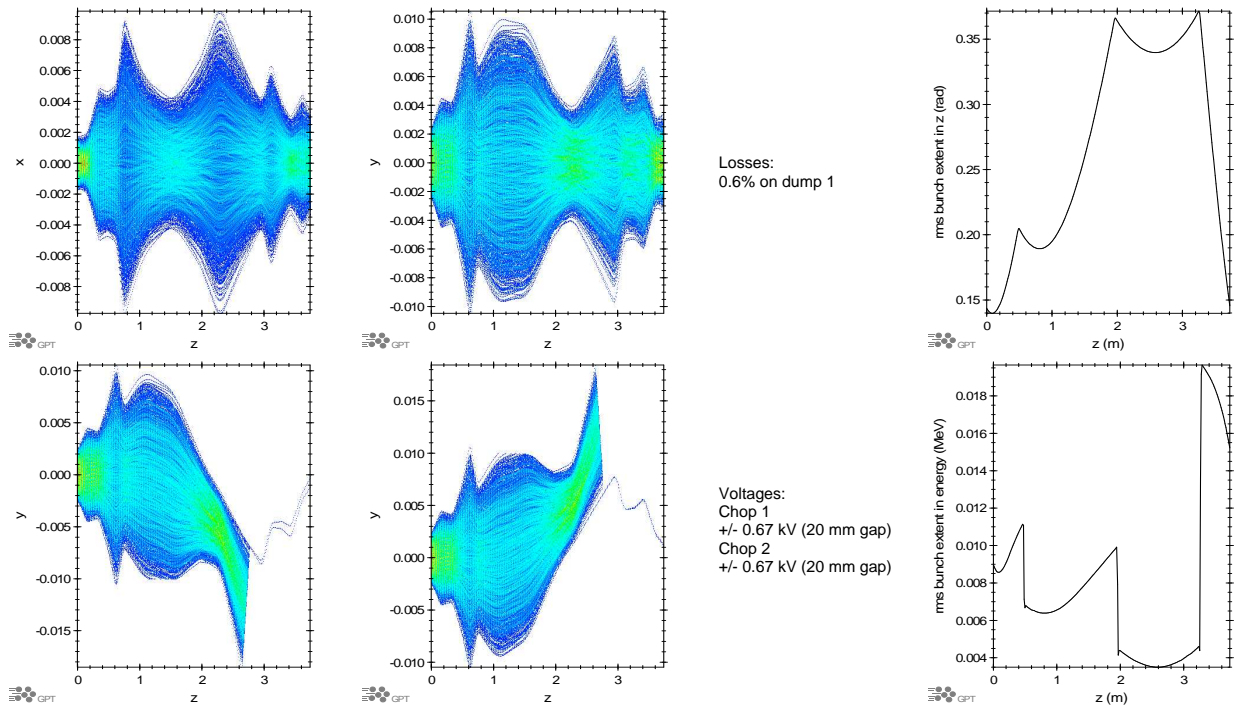 0.008
0.006
0.004
0.002
0.000
-0.002
-0.004
-0.006
-0.008
x
0 1 2 3
z
GPT
0.010
0.008
0.006
0.004
0.002
0.000
-0.002
-0.004
-0.006
-0.008
-0.010
y
0 1 2 3
z
GPT
Losses:
0.6% on dump 1
0.35
0.30
0.25
0.20
0.15
rms bunch extent in z (rad)
0 1 2 3
z (m)
GPT
0.010
0.005
0.000
-0.005
-0.010
-0.015
y
0 1 2 3
z
GPT
0.015
0.010
0.005
0.000
-0.005
-0.010
y
0 1 2 3
z
GPT
Voltages:
Chop 1
+/- 0.67 kV (20 mm gap)
Chop 2
+/- 0.67 kV (20 mm gap)
0.018
0.016
0.014
0.012
0.010
0.008
0.006
0.004
rms bunch extent in energy (MeV)
0 1 2 3
z (m)
GPT